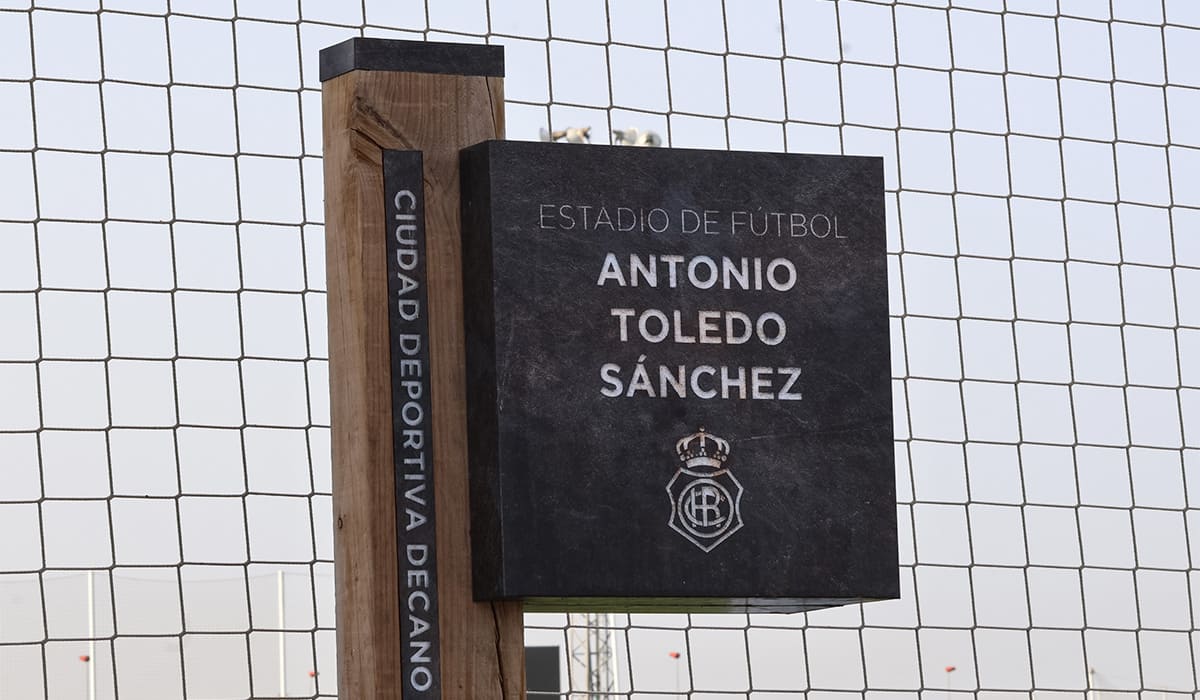 CIUDAD DEPORTIVA DECANO
ESTADIO DE FÚTBOL
ANTONIO
TOLEDO
SÁNCHEZ